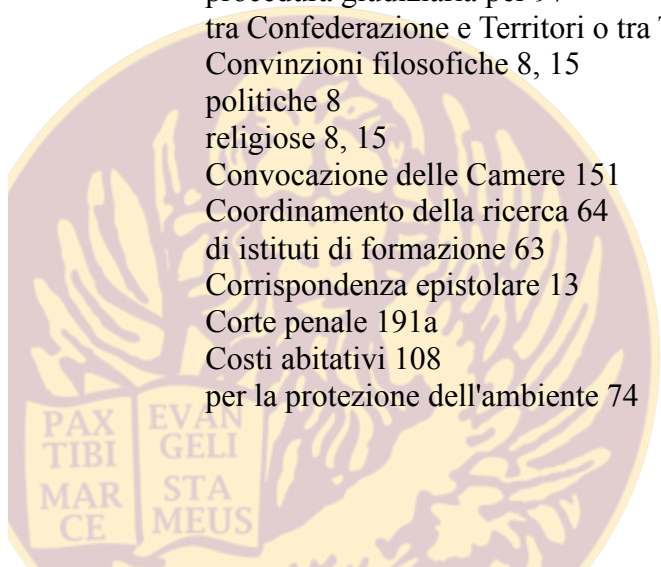 tra Confederazione e Territori o tra
Convinzioni filosofiche 8, 15
politiche 8
religiose 8, 15
Convocazione delle Camere 151
Coordinamento della ricerca 64
di istituti di formazione 63
Corrispondenza epistolare 13
Corte penale 191a
Costi abitativi 108
per la protezione dell'ambiente 74
PAX
TIBI
MAR
CE
EVAN
GELI
STA
MEUS